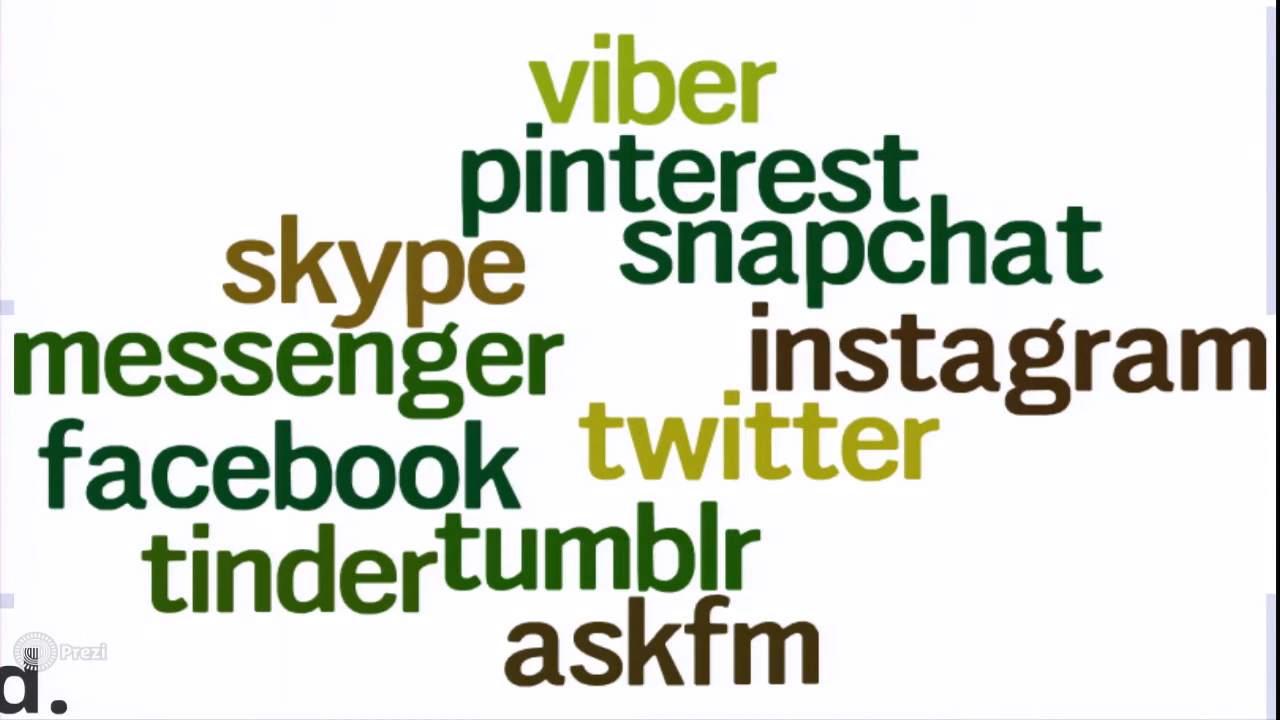 viber
pinterest
snapchat
skype
instagram
messenger
twitter
facebook
tumblr
tinder
askfm
Prezi